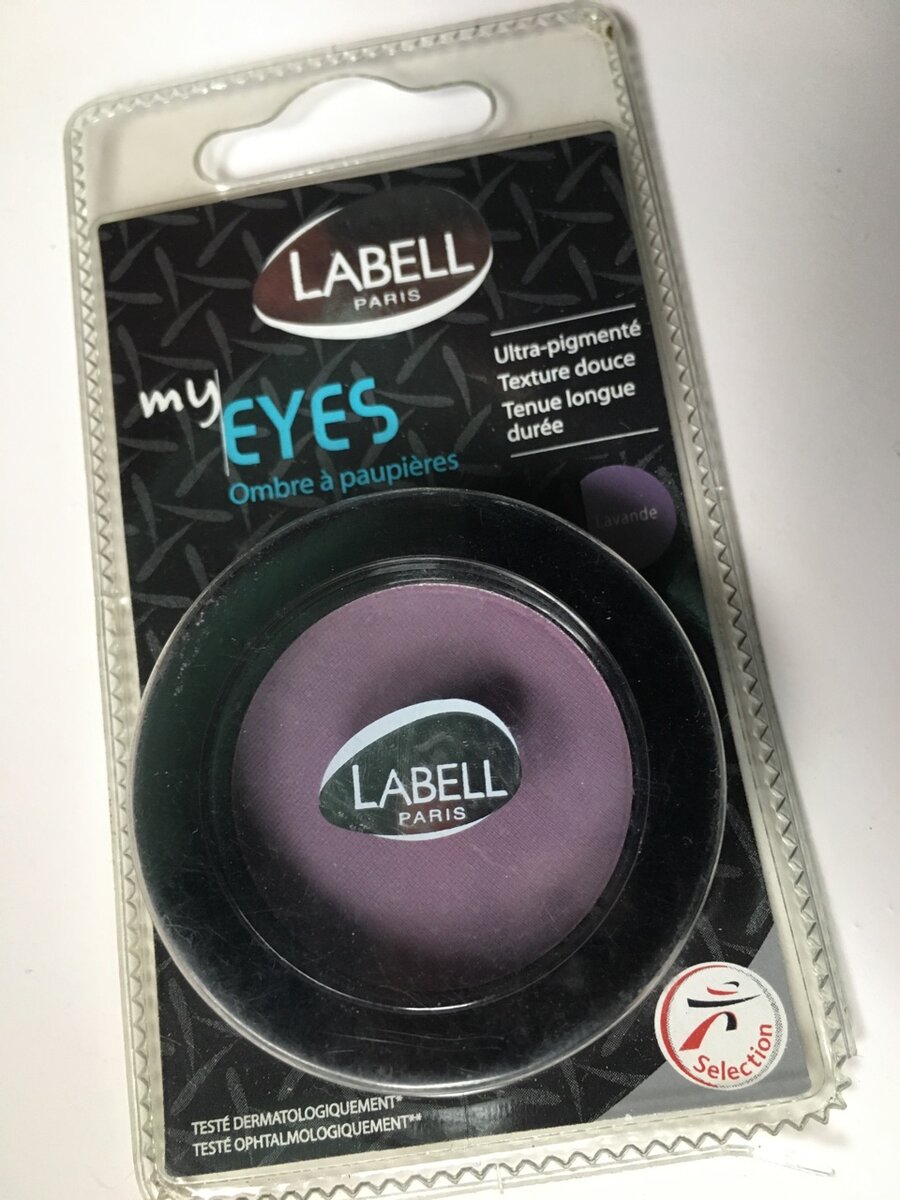 LABELL
PARIS
my EYES
Ombre à paupières
Ultra-pigmenté
Texture douce
Tenue longue
durée
Lavande
LABELL
PARIS
Selection
TESTÉ DERMATOLOGIQUEMENT*
TESTÉ OPHTALMOLOGIQUEMENT**